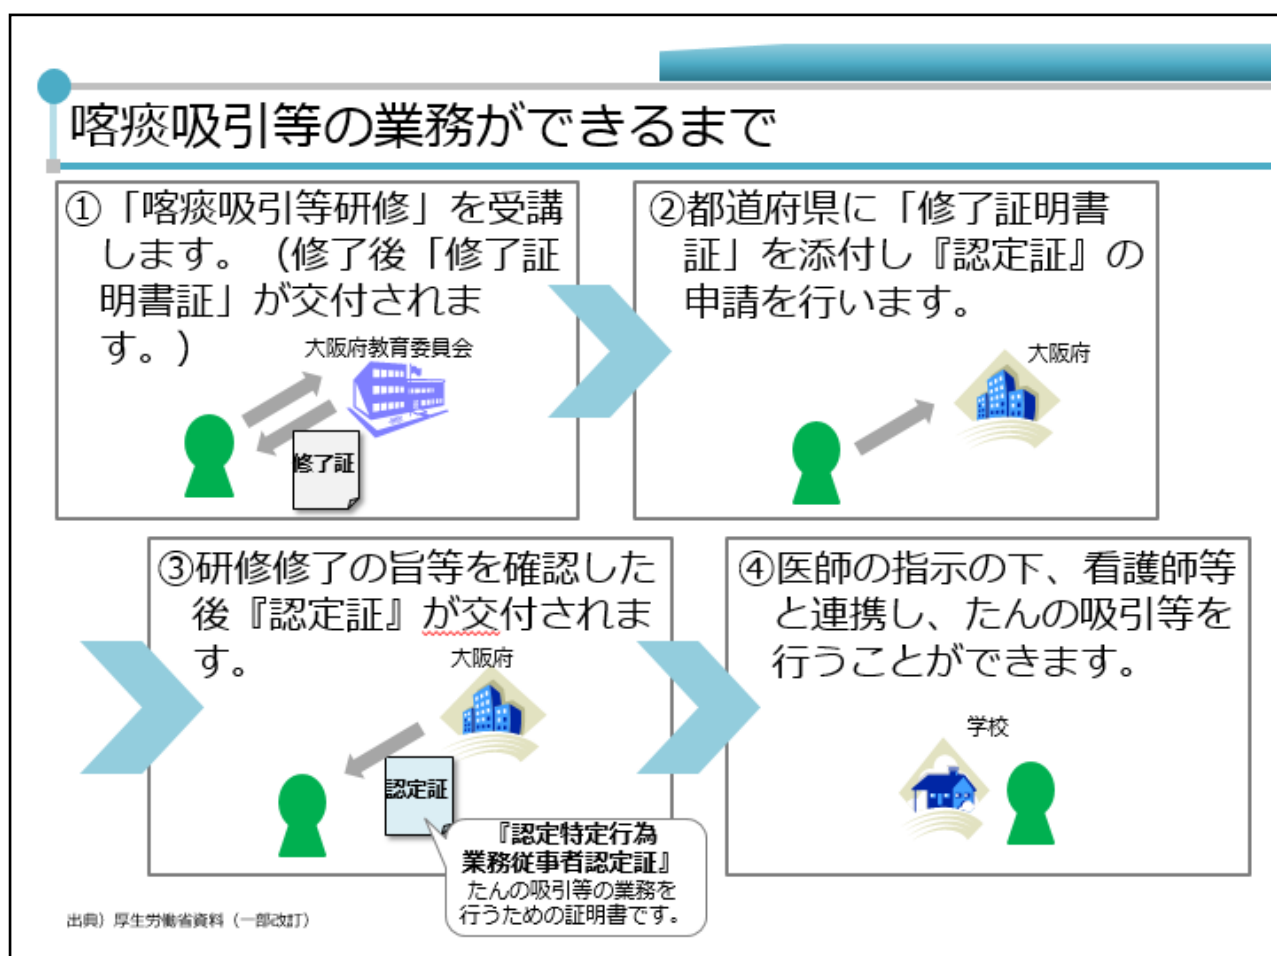 喀痰吸引等の業務ができるまで
①「喀痰吸引等研修」を受講
します。（修了後「修了証
明書証」が交付されま
す。）
大阪府教育委員会
修了証
②都道府県に「修了証明書
証」を添付し『認定証』の
申請を行います。
大阪府
③研修修了の旨等を確認した
後『認定証』が交付されま
す。
大阪府
認定証
『認定特定行為
業務従事者認定証』
たんの吸引等の業務を
行うための証明書です。
④医師の指示の下、看護師等
と連携し、たんの吸引等を
行うことができます。
学校
出典）厚生労働省資料（一部改訂）